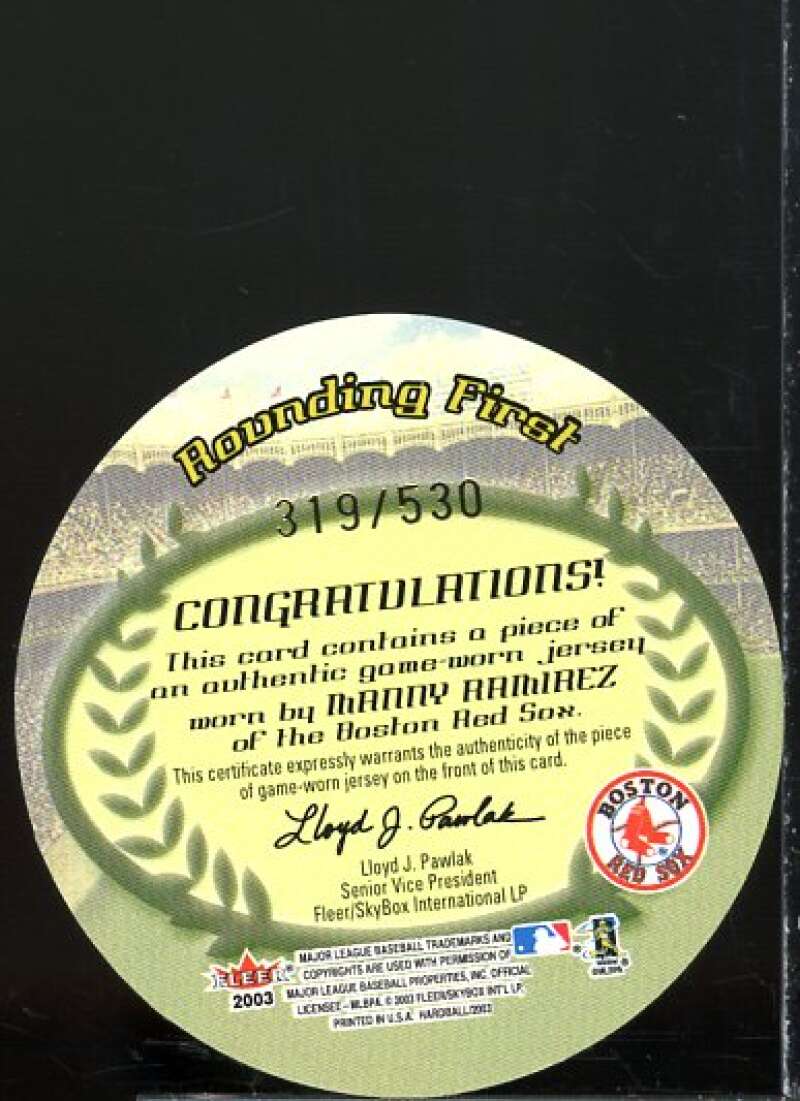 Rounding First
319/530
CONGRATULATIONS!
This card contains a piece of
an authentic game-worn jersey
worn by MANNY RAMIREZ
of the Boston Red Sox.
This certificate expressly warrants the authenticity of the piece
of game-worn jersey on the front of this card.
Lloyd J. Pawlak
Lloyd J. Pawlak
Senior Vice President
Fleer/SkyBox International LP
BOSTON
RED SOX
FLEER
2003
MAJOR LEAGUE BASEBALL TRADEMARKS AND
COPYRIGHTS ARE USED WITH PERMISSION OF
MAJOR LEAGUE BASEBALL PROPERTIES, INC. OFFICIAL
LICENSEE - MLBPA. © 2003 FLEER/SKYBOX INT'L LP.
PRINTED IN U.S.A. HARDBALL/2003